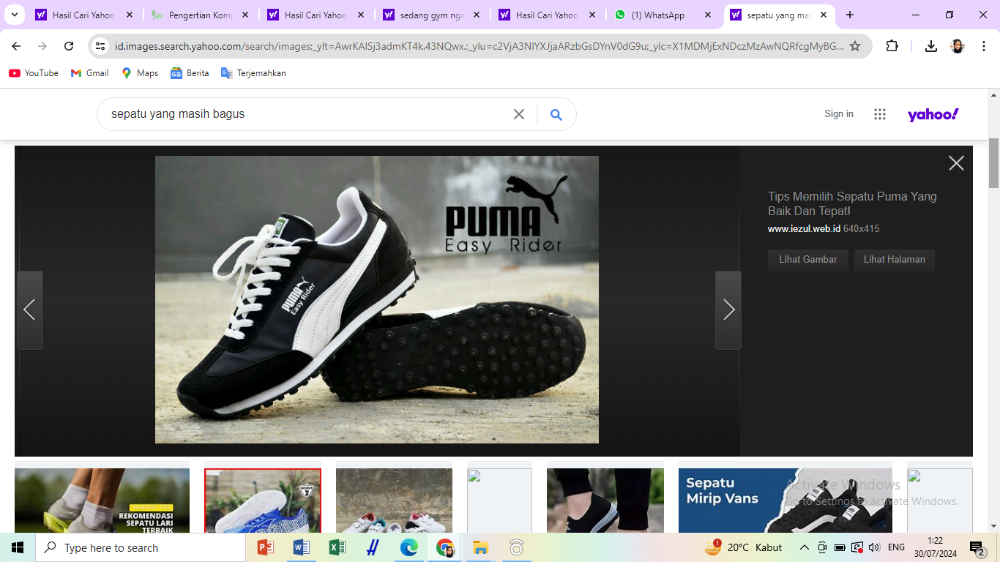 Hasil Cari Yahoo
Pengertian Komp
Hasil Cari Yahoo
sedang gym nga
Hasil Cari Yahoo
(1) WhatsApp
sepatu yang mas
id.images.search.yahoo.com/search/images;_ylt=AwrKAlSj3admKT4k.43NQwx.;_ylu=c2VjA3NlYXJjaARzbGsDYnV0dG9u;_ylc=X1MDMjExNDczMzAwNQRfcgMyBG...
YouTube
Gmail
Maps
Berita
Terjemahkan
sepatu yang masih bagus
Sign in
yahoo!
PUMA
Easy Rider
PUMA
Easy Rider
Tips Memilih Sepatu Puma Yang
Baik Dan Tepat!
www.iezul.web.id 640x415
Lihat Gambar
Lihat Halaman
FASHION TIPS
REKOMENDASI
SEPATU LARI
TERBAIK
Sepatu
Mirip Vans
Activate Windows
Go to Settings to activate Windows.
Type here to search
20°C Kabut
ENG
1:22
30/07/2024
2